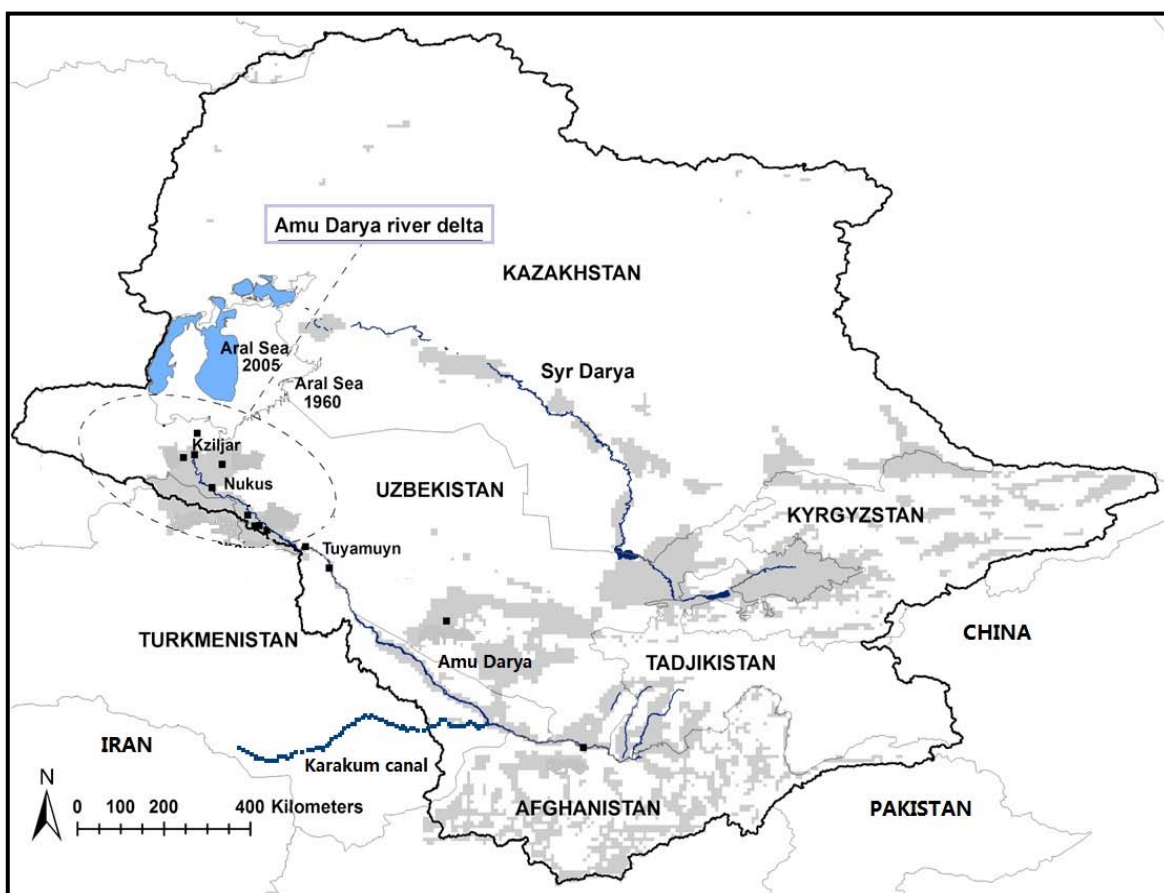 Amu Darya river delta
KAZAKHSTAN
Aral Sea
2005
Syr Darya
Aral Sea
1960
Kziljar
Nukus
UZBEKISTAN
KYRGYZSTAN
Tuyamuyn
TURKMENISTAN
CHINA
Amu Darya
TADJIKISTAN
IRAN
Karakum canal
N
0 100 200 400 Kilometers
AFGHANISTAN
PAKISTAN